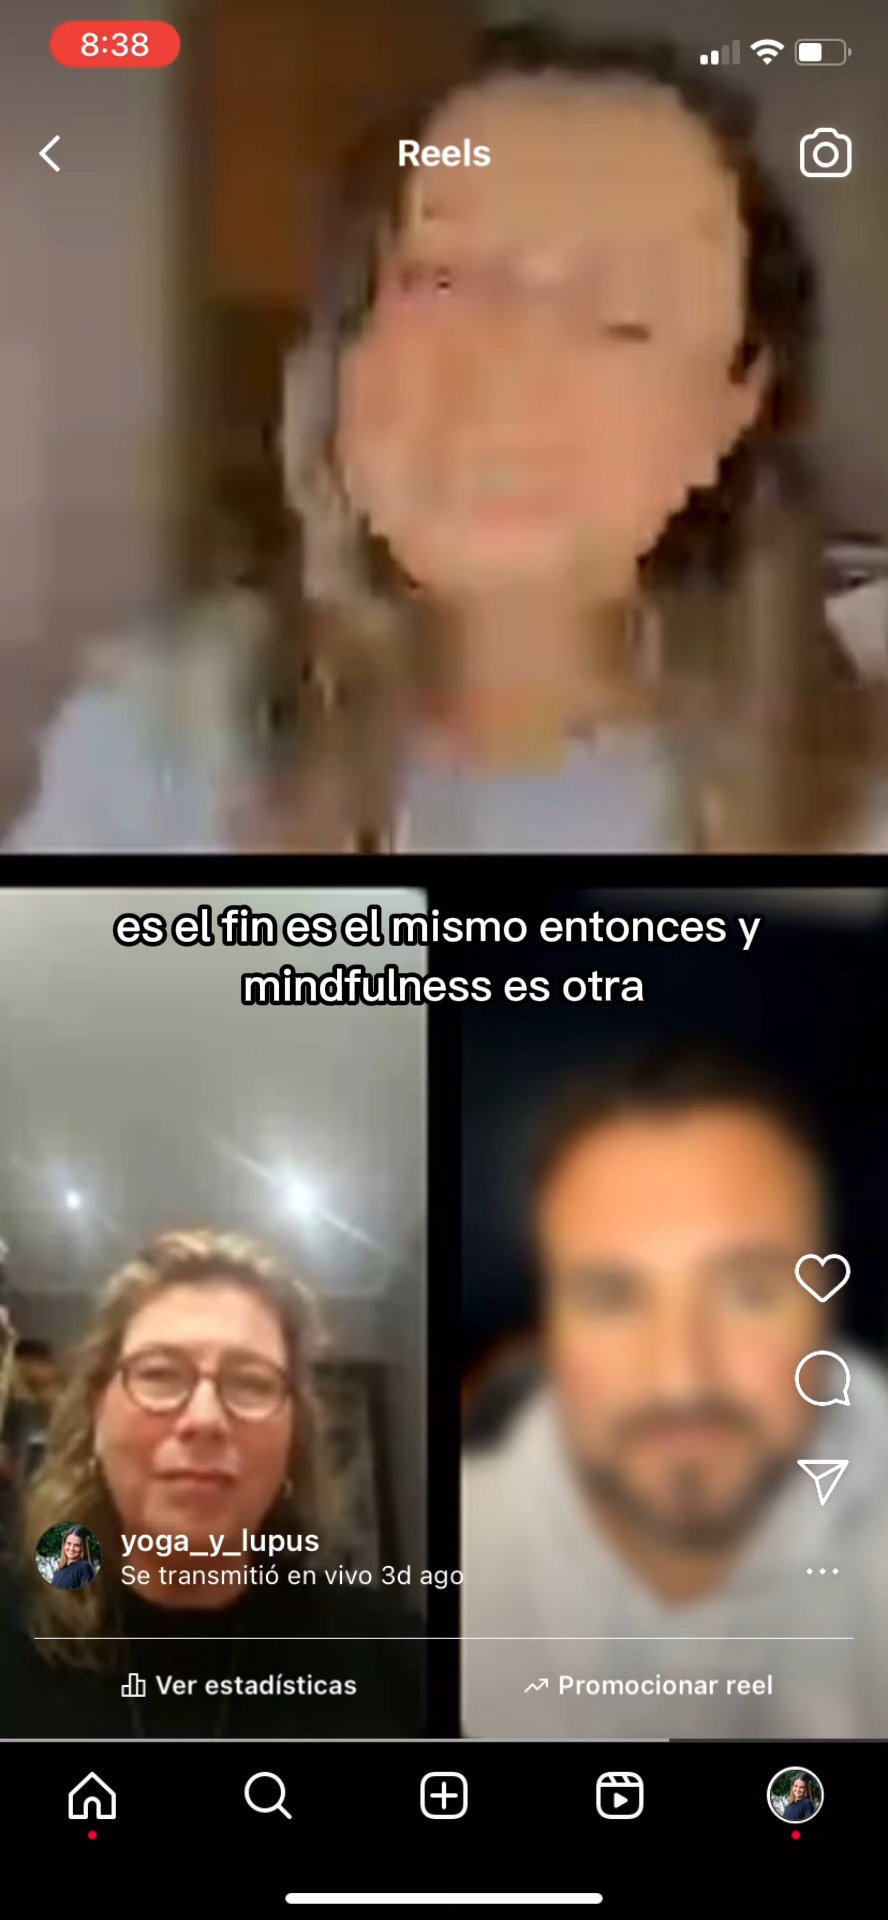 8:38
Reels
es el fin es el mismo entonces y
mindfulness es otra
yoga_y_lupus
Se transmitió en vivo 3d ago
Ver estadísticas
Promocionar reel